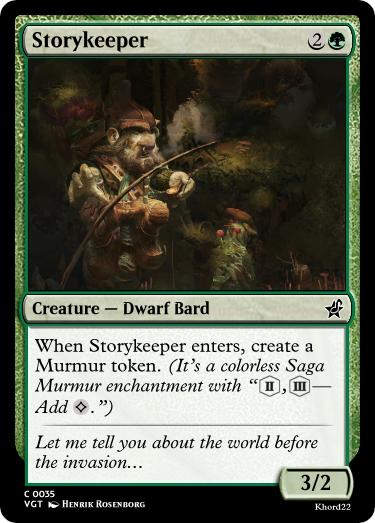 Storykeeper 2
Creature — Dwarf Bard
When Storykeeper enters, create a
Murmur token. (It's a colorless Saga
Murmur enchantment with “II, III—
Add C.”)
Let me tell you about the world before
the invasion…
3/2
C 0035
VGT Henrik Rosenborg
Khord22